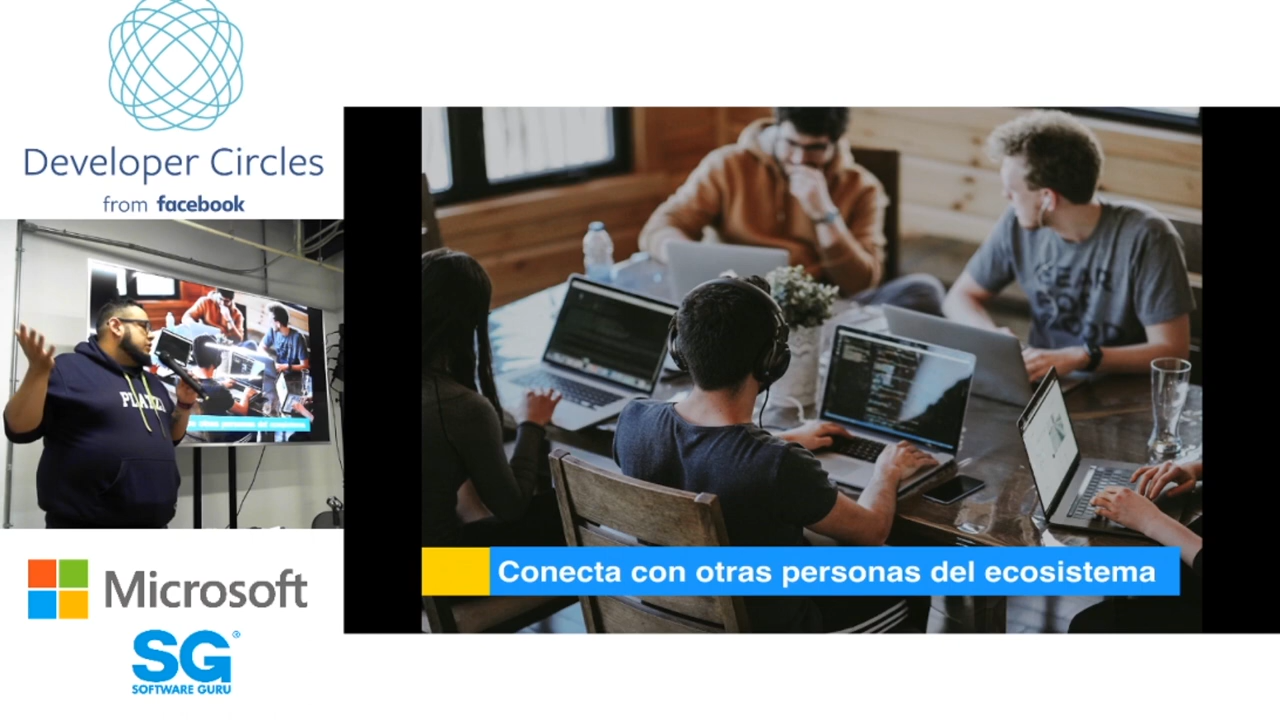 Developer Circles
from facebook
Microsoft
SG®
SOFTWARE GURU
Conecta con otras personas del ecosistema